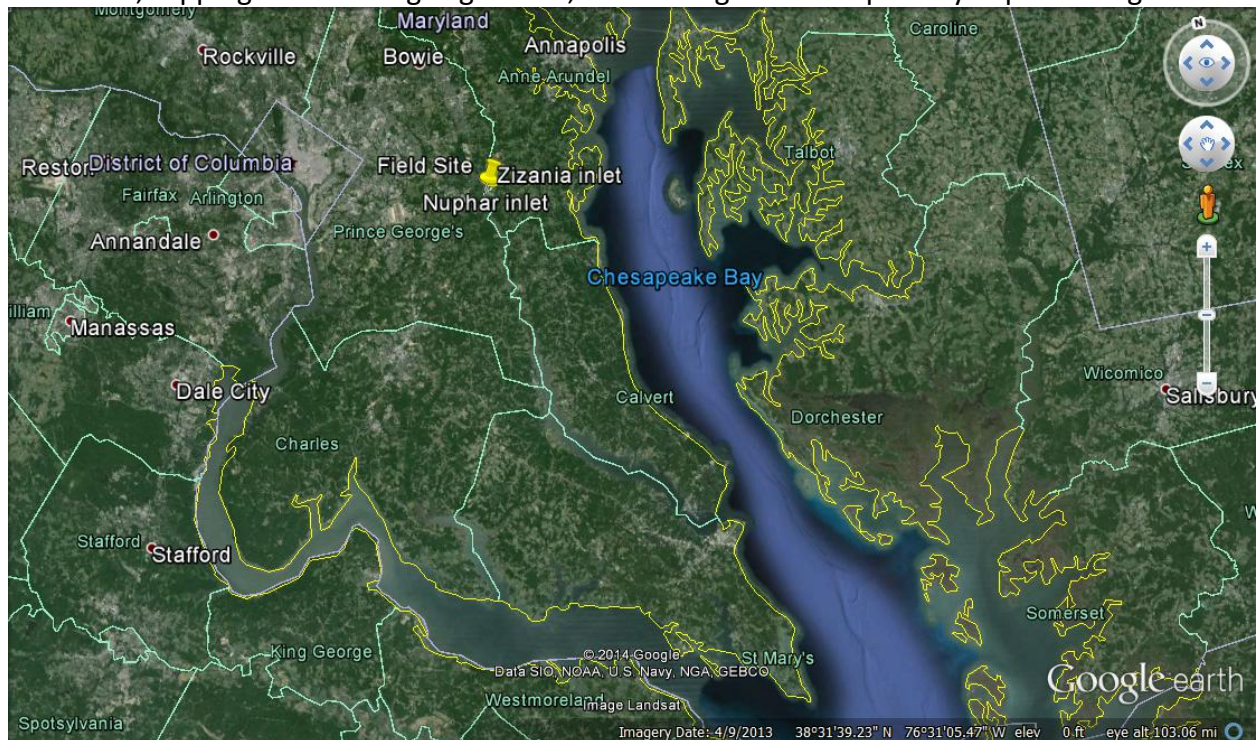 Montgomery
Maryland
Caroline
Rockville
Bowie
Annapolis
N
Anne Arundel
Restor.
District of Columbia
Field Site
Zizania inlet
Talbot
Fairfax
Arlington
Nuphar inlet
Annandale
Prince George's
Chesapeake Bay
illiam
Manassas
Wicomico
Dale City
Calvert
Salisbury
Dorchester
Charles
Stafford
Stafford
Somerset
King George
© 2014 Google
St Mary's
Data SIO, NOAA, U.S. Navy, NGA, GEBCO
Google earth
Westmoreland
Image Landsat
Spotsylvania
Imagery Date: 4/9/2013 38°31'39.23" N 76°31'05.47" W elev 0 ft eye alt 103.06 mi